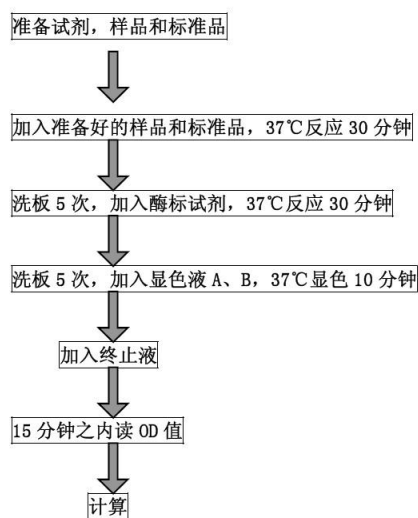 准备试剂，样品和标准品
加入准备好的样品和标准品，37℃反应 30 分钟
洗板 5 次，加入酶标试剂，37℃反应 30 分钟
洗板 5 次，加入显色液 A、B，37℃显色 10 分钟
加入终止液
15 分钟之内读 OD 值
计算